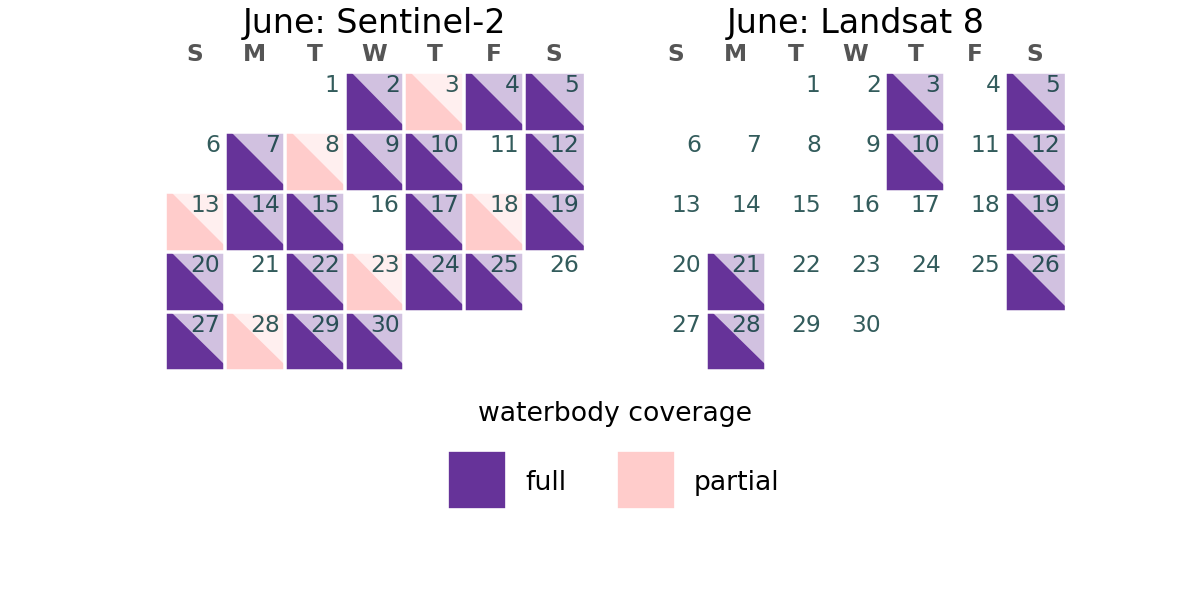 June: Sentinel-2
S M T W T F S
1 2 3 4 5
6 7 8 9 10 11 12
13 14 15 16 17 18 19
20 21 22 23 24 25 26
27 28 29 30
June: Landsat 8
S M T W T F S
1 2 3 4 5
6 7 8 9 10 11 12
13 14 15 16 17 18 19
20 21 22 23 24 25 26
27 28 29 30
waterbody coverage
full
partial